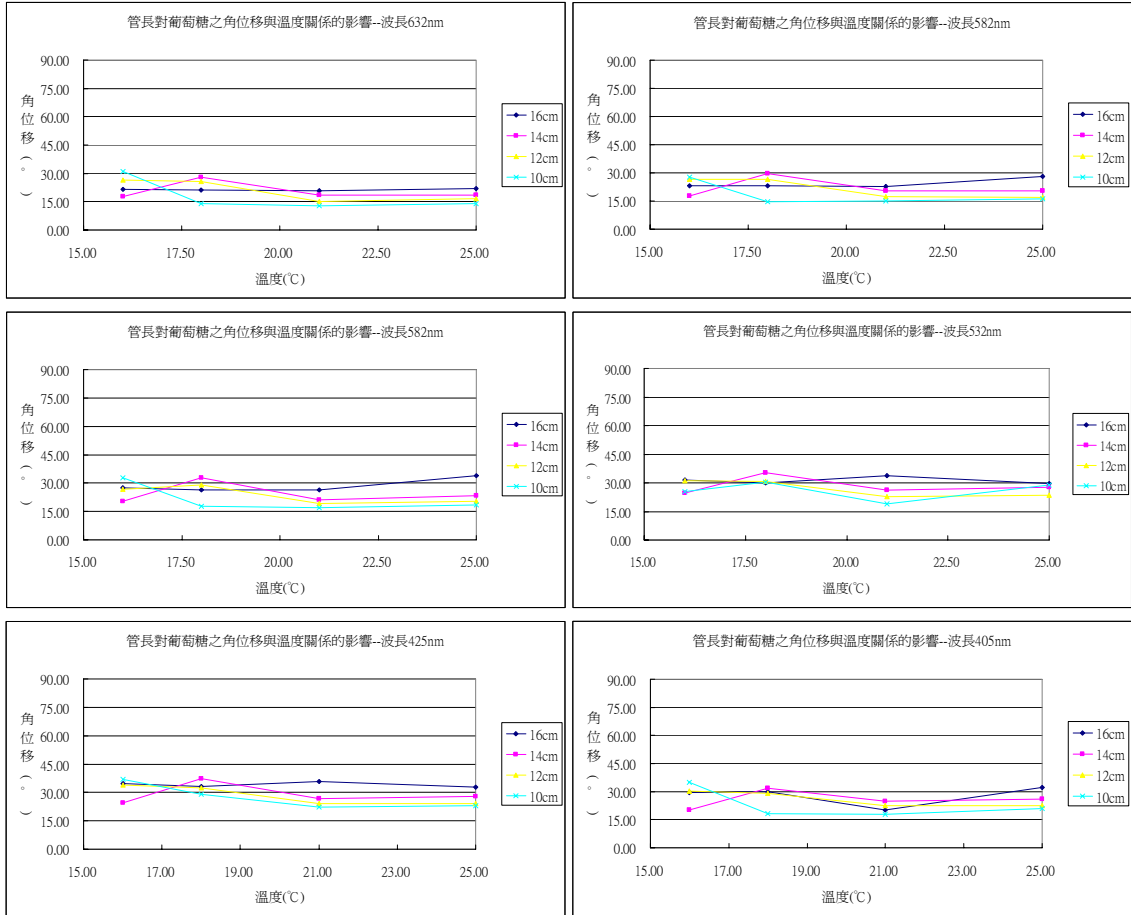 管長對葡萄糖之角位移與溫度關係的影響--波長632nm
90.00
75.00
60.00
45.00
30.00
15.00
0.00
角位移(°)
15.00 17.50 20.00 22.50 25.00
溫度(℃)
16cm
14cm
12cm
10cm
管長對葡萄糖之角位移與溫度關係的影響--波長582nm
90.00
75.00
60.00
45.00
30.00
15.00
0.00
角位移(°)
15.00 17.50 20.00 22.50 25.00
溫度(℃)
16cm
14cm
12cm
10cm
管長對葡萄糖之角位移與溫度關係的影響--波長582nm
90.00
75.00
60.00
45.00
30.00
15.00
0.00
角位移(°)
15.00 17.50 20.00 22.50 25.00
溫度(℃)
16cm
14cm
12cm
10cm
管長對葡萄糖之角位移與溫度關係的影響--波長532nm
90.00
75.00
60.00
45.00
30.00
15.00
0.00
角位移(°)
15.00 17.50 20.00 22.50 25.00
溫度(℃)
16cm
14cm
12cm
10cm
管長對葡萄糖之角位移與溫度關係的影響--波長425nm
90.00
75.00
60.00
45.00
30.00
15.00
0.00
角位移(°)
15.00 17.00 19.00 21.00 23.00 25.00
溫度(℃)
16cm
14cm
12cm
10cm
管長對葡萄糖之角位移與溫度關係的影響--波長405nm
90.00
75.00
60.00
45.00
30.00
15.00
0.00
角位移(°)
15.00 17.00 19.00 21.00 23.00 25.00
溫度(℃)
16cm
14cm
12cm
10cm